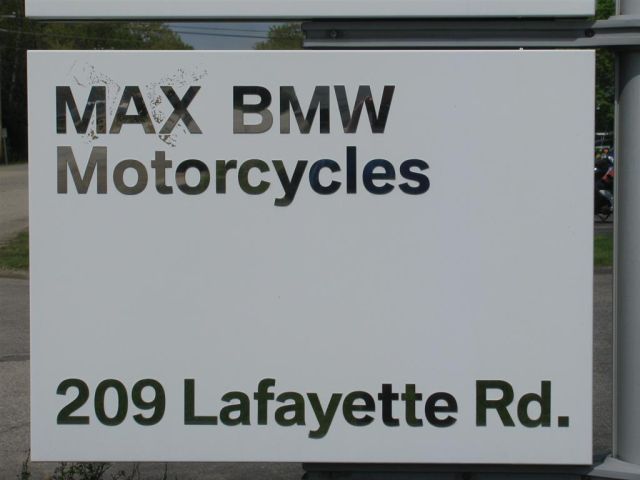 MAX BMW
Motorcycles
209 Lafayette Rd.